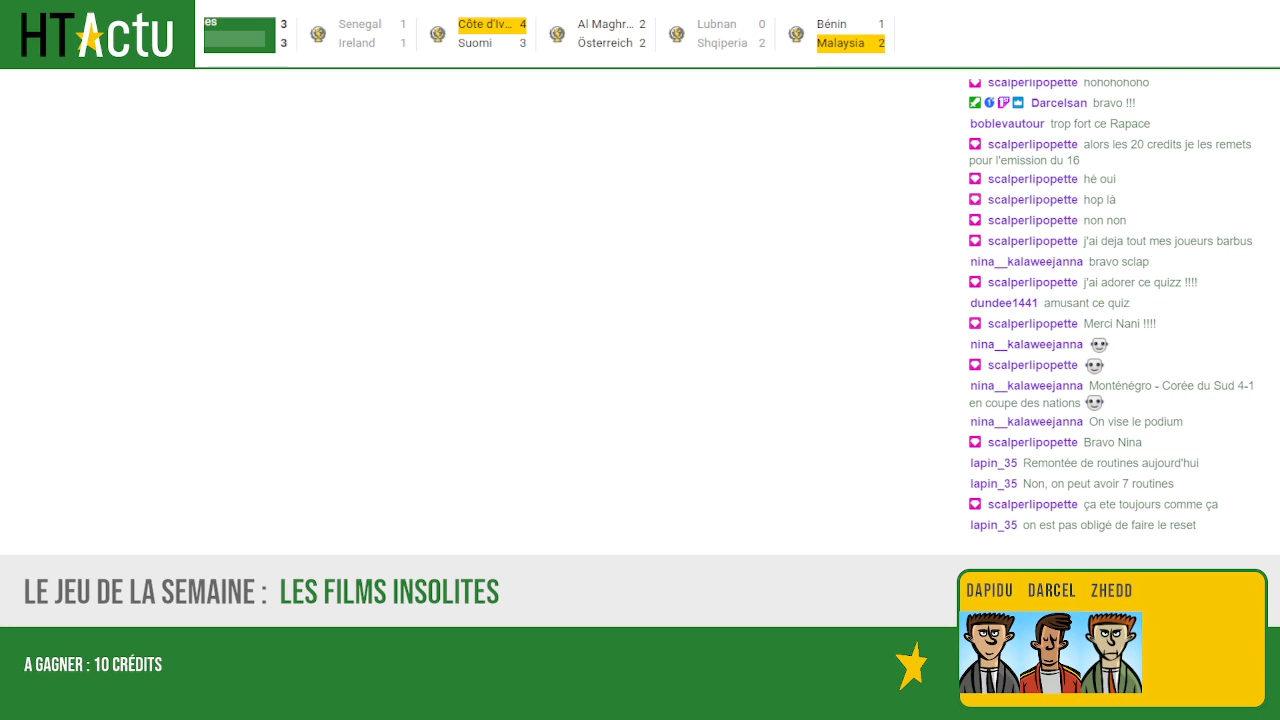 HTActu
es 3
3
Senegal 1
Ireland 1
Côte d'Iv... 4
Suomi 3
Al Maghr... 2
Österreich 2
Lubnan 0
Shqiperia 2
Bénin 1
Malaysia 2
scalperlipopette hohohohono
Darcelsan bravo !!!
boblevautour trop fort ce Rapace
scalperlipopette alors les 20 credits je les remets
pour l'emission du 16
scalperlipopette hé oui
scalperlipopette hop là
scalperlipopette non non
scalperlipopette j'ai deja tout mes joueurs barbus
nina__kalaweejanna bravo sclap
scalperlipopette j'ai adorer ce quizz !!!!
dundee1441 amusant ce quiz
scalperlipopette Merci Nani !!!!
nina__kalaweejanna
scalperlipopette
nina__kalaweejanna Monténégro - Corée du Sud 4-1
en coupe des nations
nina__kalaweejanna On vise le podium
scalperlipopette Bravo Nina
lapin_35 Remontée de routines aujourd'hui
lapin_35 Non, on peut avoir 7 routines
scalperlipopette ça ete toujours comme ça
lapin_35 on est pas obligé de faire le reset
LE JEU DE LA SEMAINE : LES FILMS INSOLITES
A GAGNER : 10 CRÉDITS
DAPIDU DARCEL ZHEDD